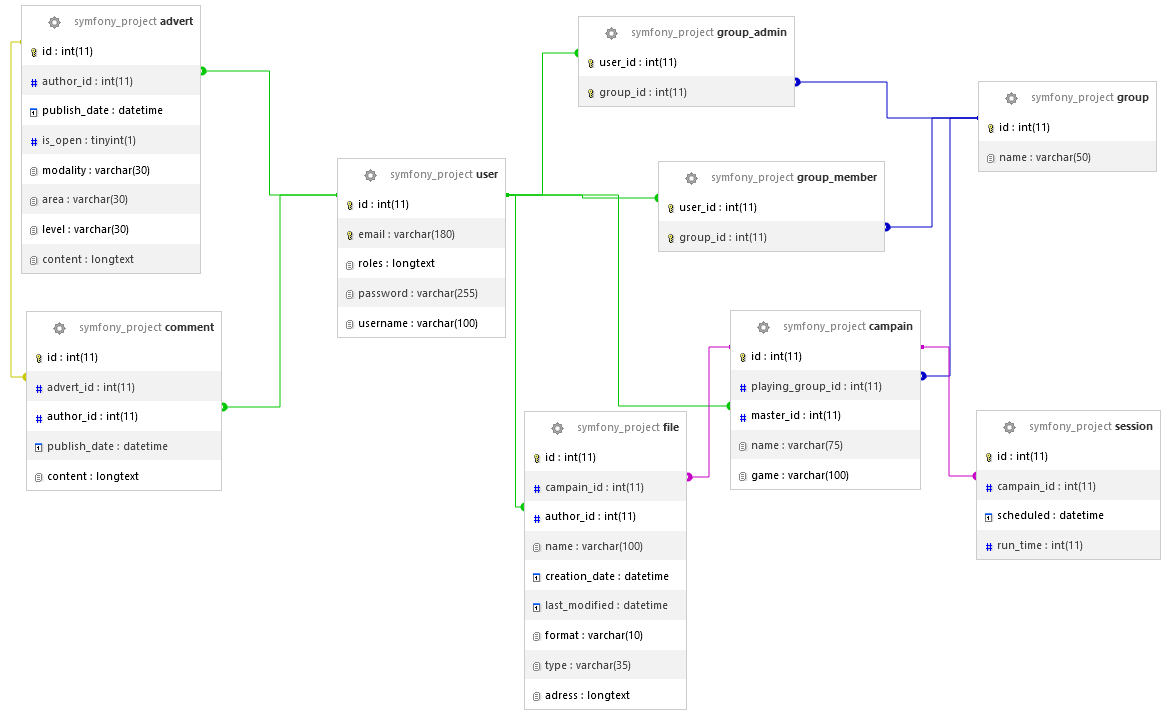 symfony_project advert
id : int(11)
author_id : int(11)
publish_date : datetime
is_open : tinyint(1)
modality : varchar(30)
area : varchar(30)
level : varchar(30)
content : longtext
symfony_project comment
id : int(11)
advert_id : int(11)
author_id : int(11)
publish_date : datetime
content : longtext
symfony_project user
id : int(11)
email : varchar(180)
roles : longtext
password : varchar(255)
username : varchar(100)
symfony_project group_admin
user_id : int(11)
group_id : int(11)
symfony_project group_member
user_id : int(11)
group_id : int(11)
symfony_project group
id : int(11)
name : varchar(50)
symfony_project campain
id : int(11)
playing_group_id : int(11)
master_id : int(11)
name : varchar(75)
game : varchar(100)
symfony_project file
id : int(11)
campain_id : int(11)
author_id : int(11)
name : varchar(100)
creation_date : datetime
last_modified : datetime
format : varchar(10)
type : varchar(35)
adress : longtext
symfony_project session
id : int(11)
campain_id : int(11)
scheduled : datetime
run_time : int(11)